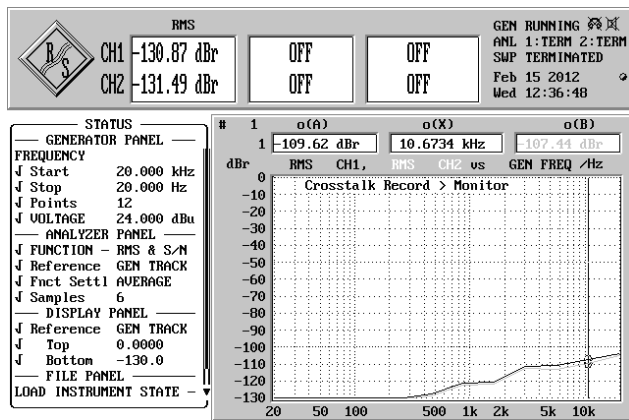 RMS
R S
CH1 -130.87 dBr OFF OFF
CH2 -131.49 dBr OFF OFF
GEN RUNNING
ANL 1:TERM 2:TERM
SWP TERMINATED
Feb 15 2012
Wed 12:36:48
STATUS
GENERATOR PANEL
FREQUENCY
Start 20.000 kHz
Stop 20.000 Hz
Points 12
VOLTAGE 24.000 dBu
ANALYZER PANEL
FUNCTION - RMS & S/N
Reference GEN TRACK
Fnct Settl AVERAGE
Samples 6
DISPLAY PANEL
Reference GEN TRACK
Top 0.0000
Bottom -130.0
FILE PANEL
LOAD INSTRUMENT STATE -
# 1 o(A) o(X) o(B)
1 -109.62 dBr 10.6734 kHz -107.44 dBr
dBr RMS CH1, RMS CH2 vs GEN FREQ /Hz
Crosstalk Record > Monitor
0
-10
-20
-30
-40
-50
-60
-70
-80
-90
-100
-110
-120
-130
20 50 100 500 1k 2k 5k 10k